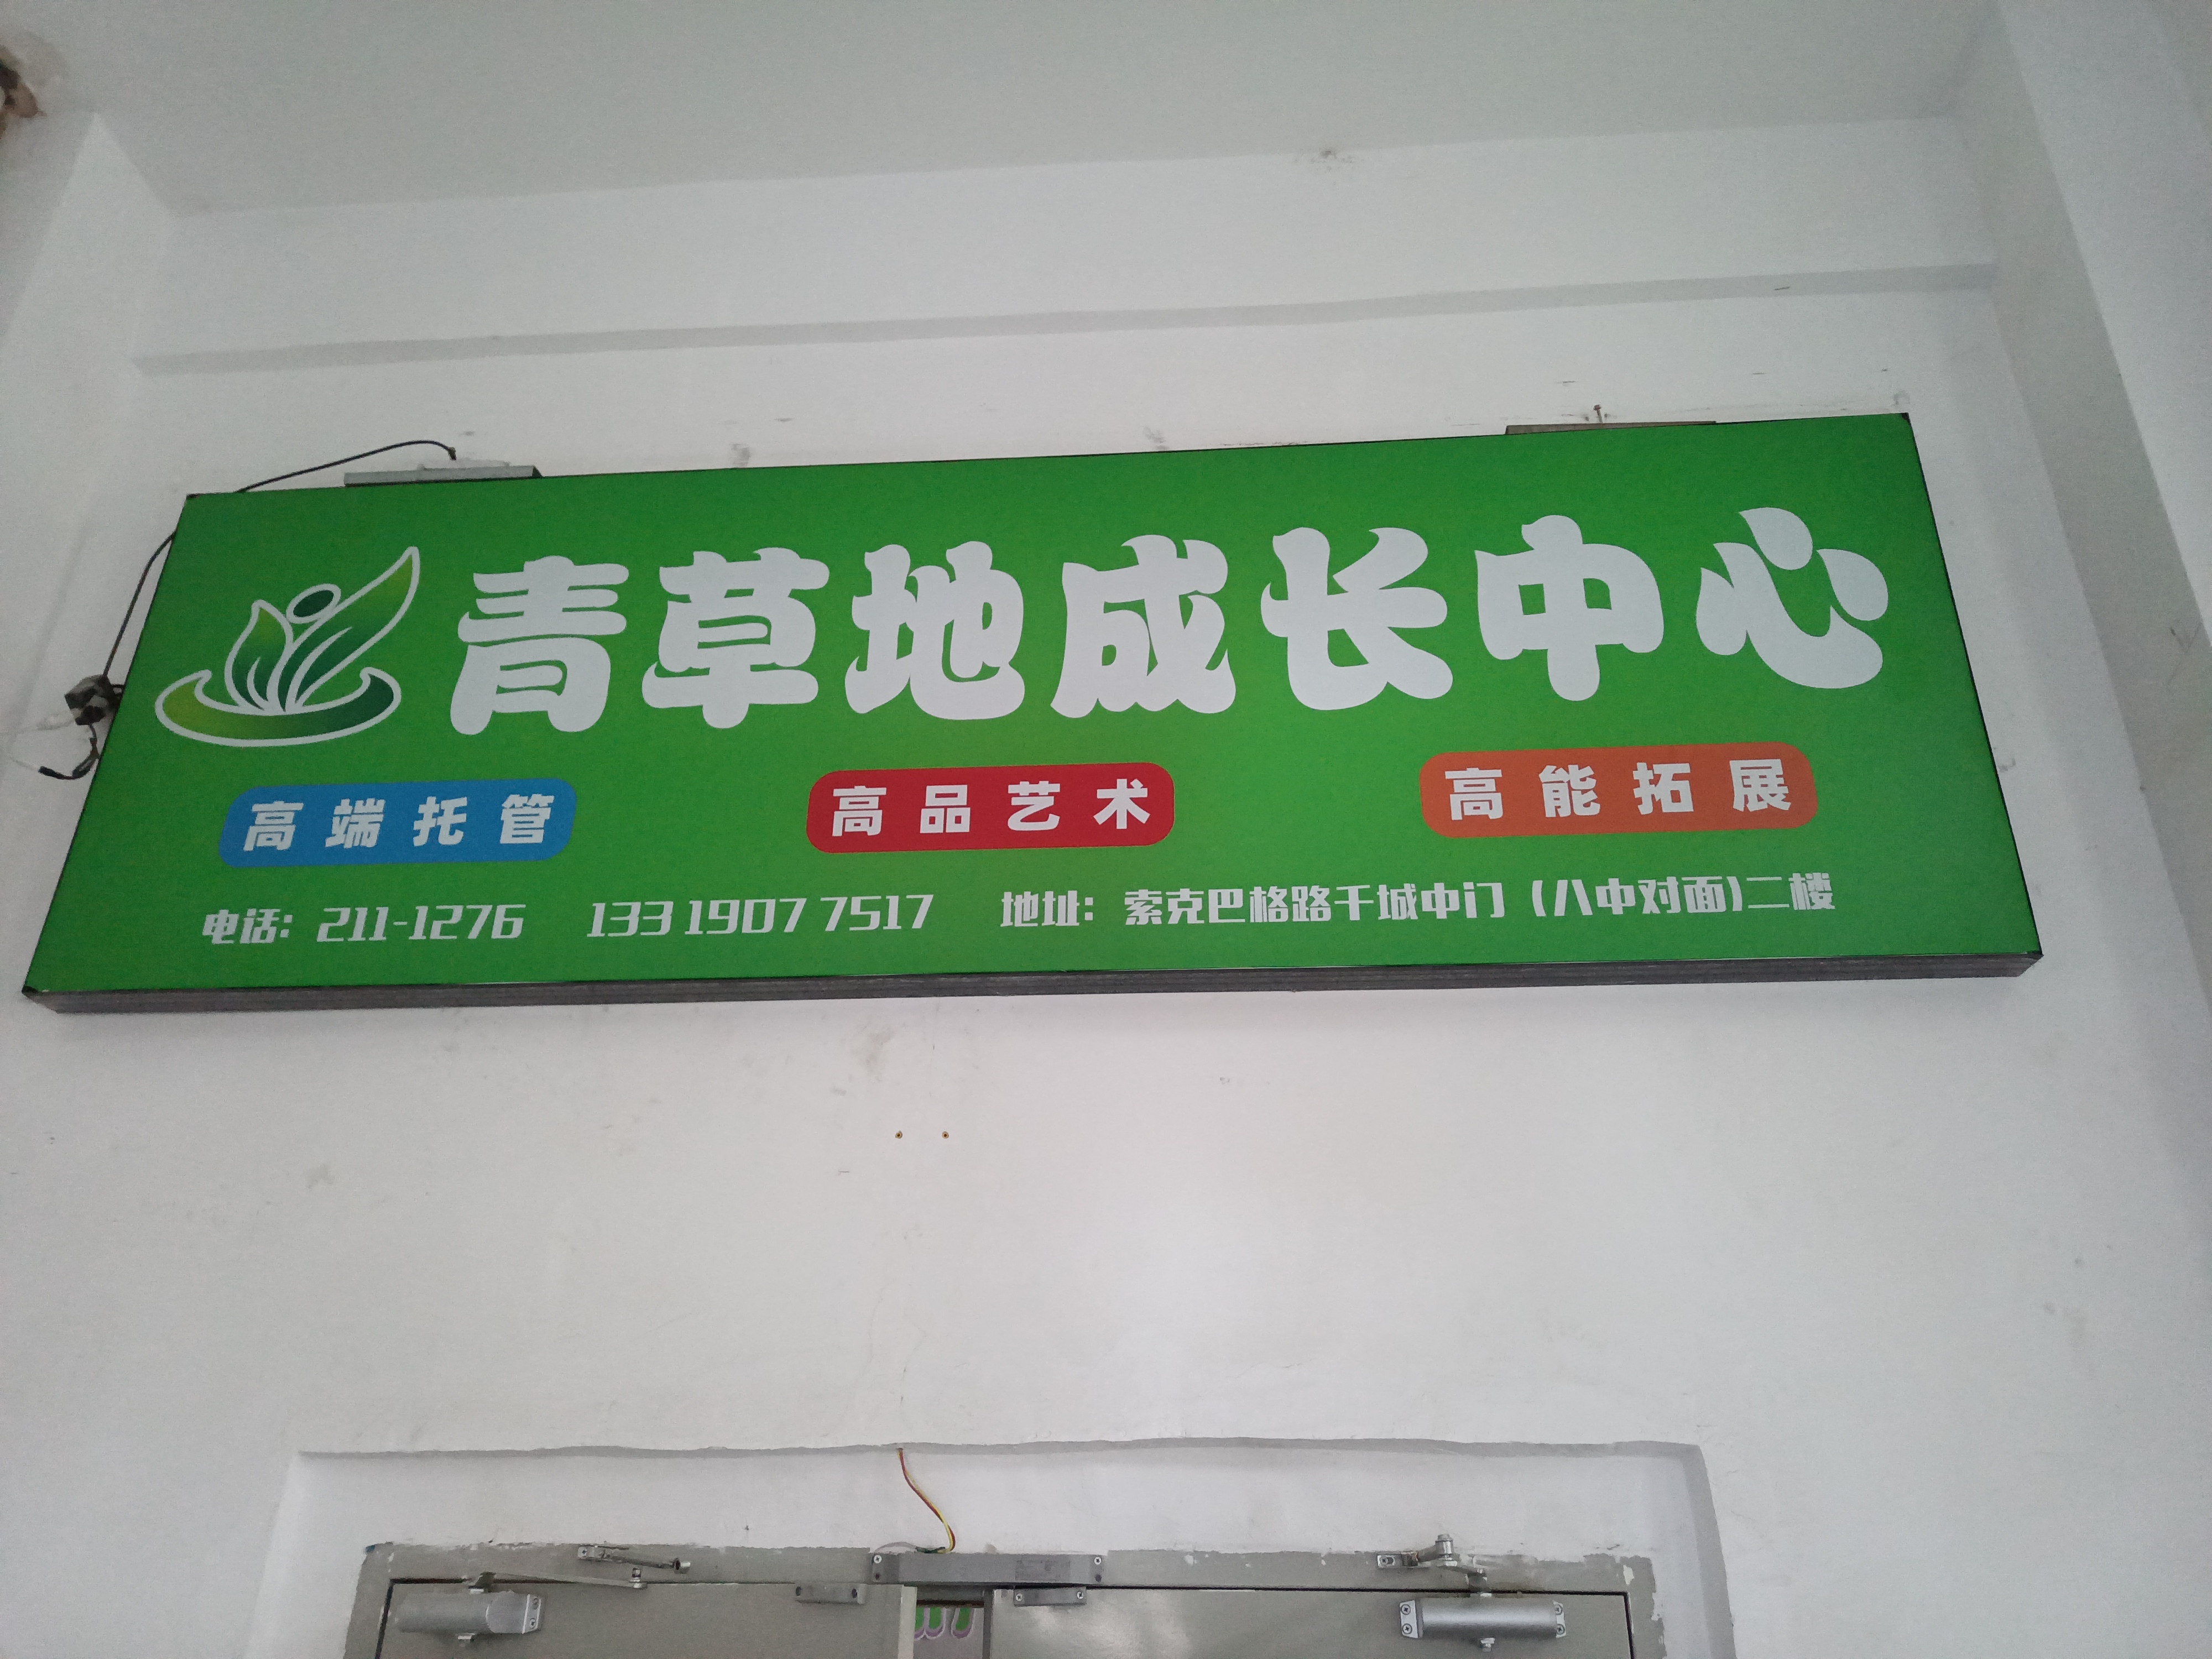 青草地成长中心
高端托管 高品艺术 高能拓展
电话: 211-1276 133 1907 7517 地址: 索克巴格路千城中门 (八中对面)二楼